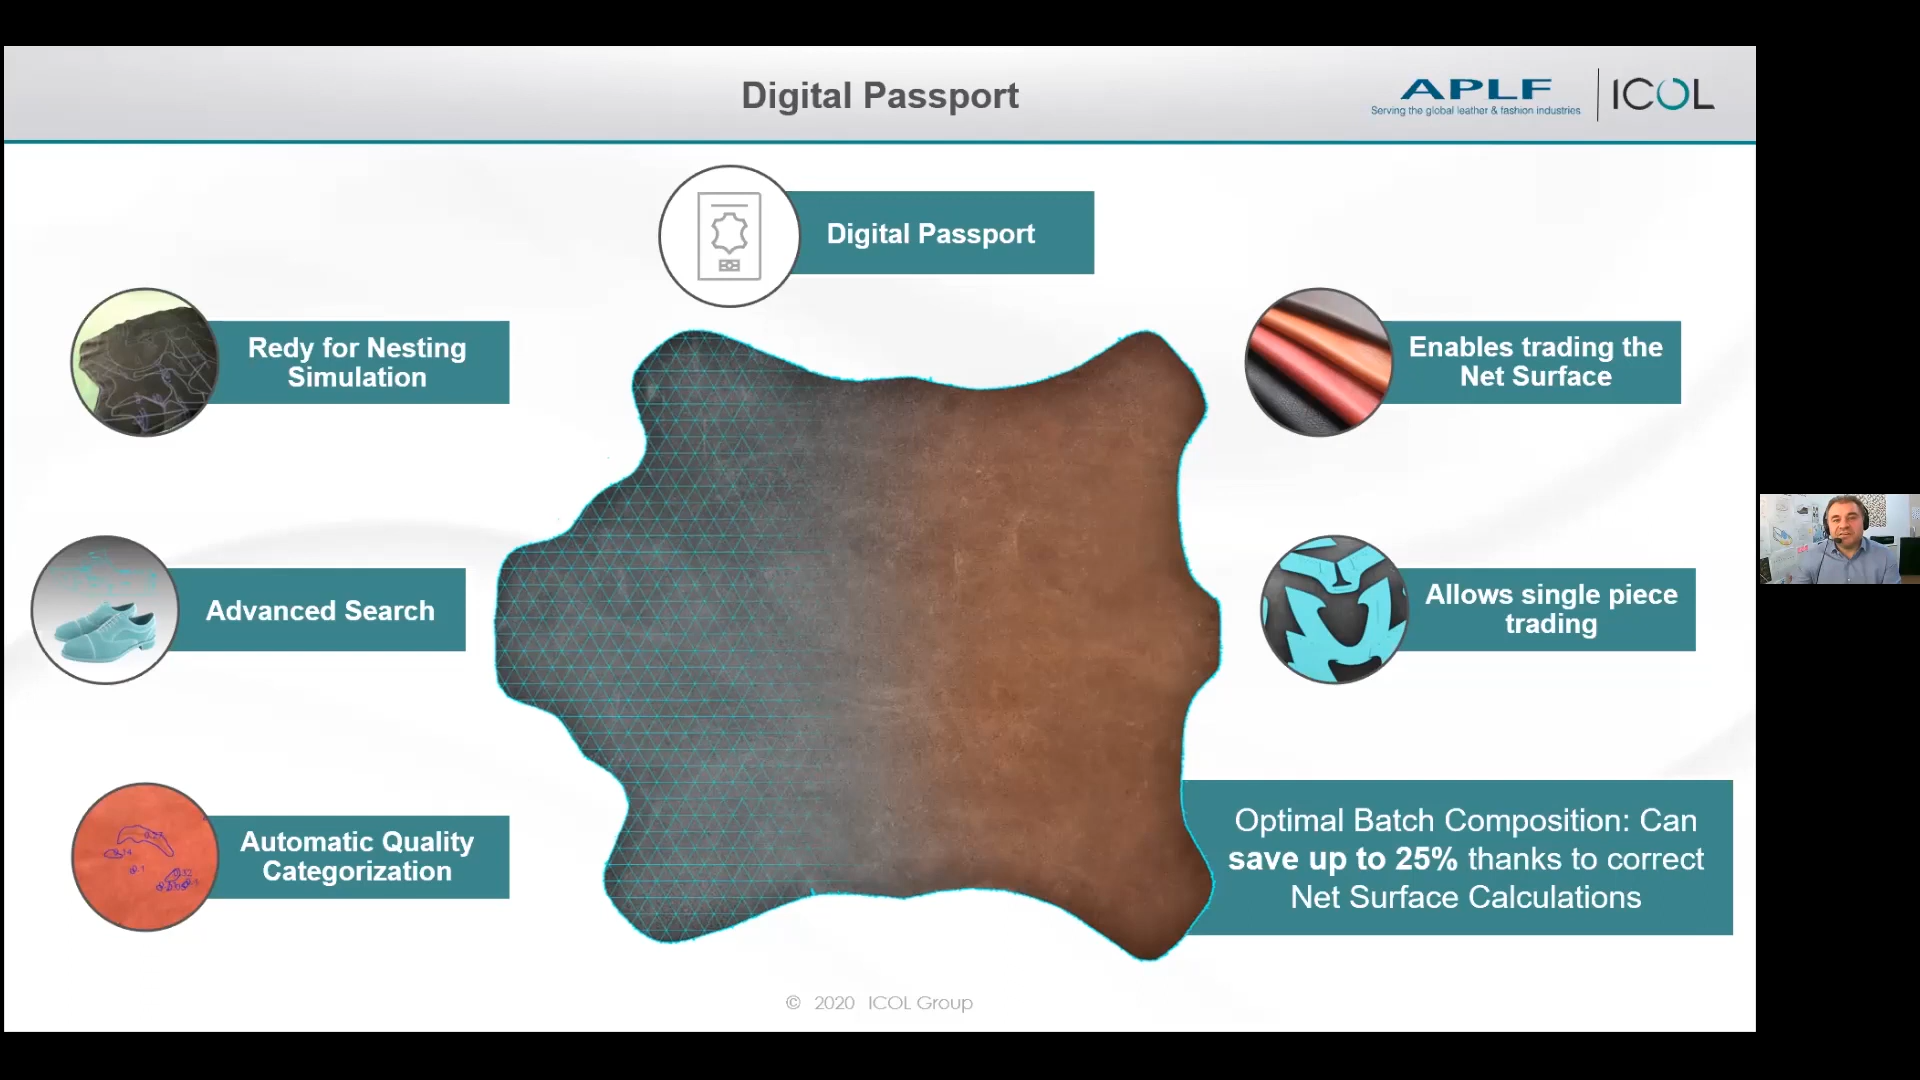 Digital Passport
APLF
Serving the global leather & fashion industries
ICOL
Digital Passport
Redy for Nesting
Simulation
Enables trading the
Net Surface
Advanced Search
Allows single piece
trading
Automatic Quality
Categorization
Optimal Batch Composition: Can
save up to 25% thanks to correct
Net Surface Calculations
© 2020 ICOL Group